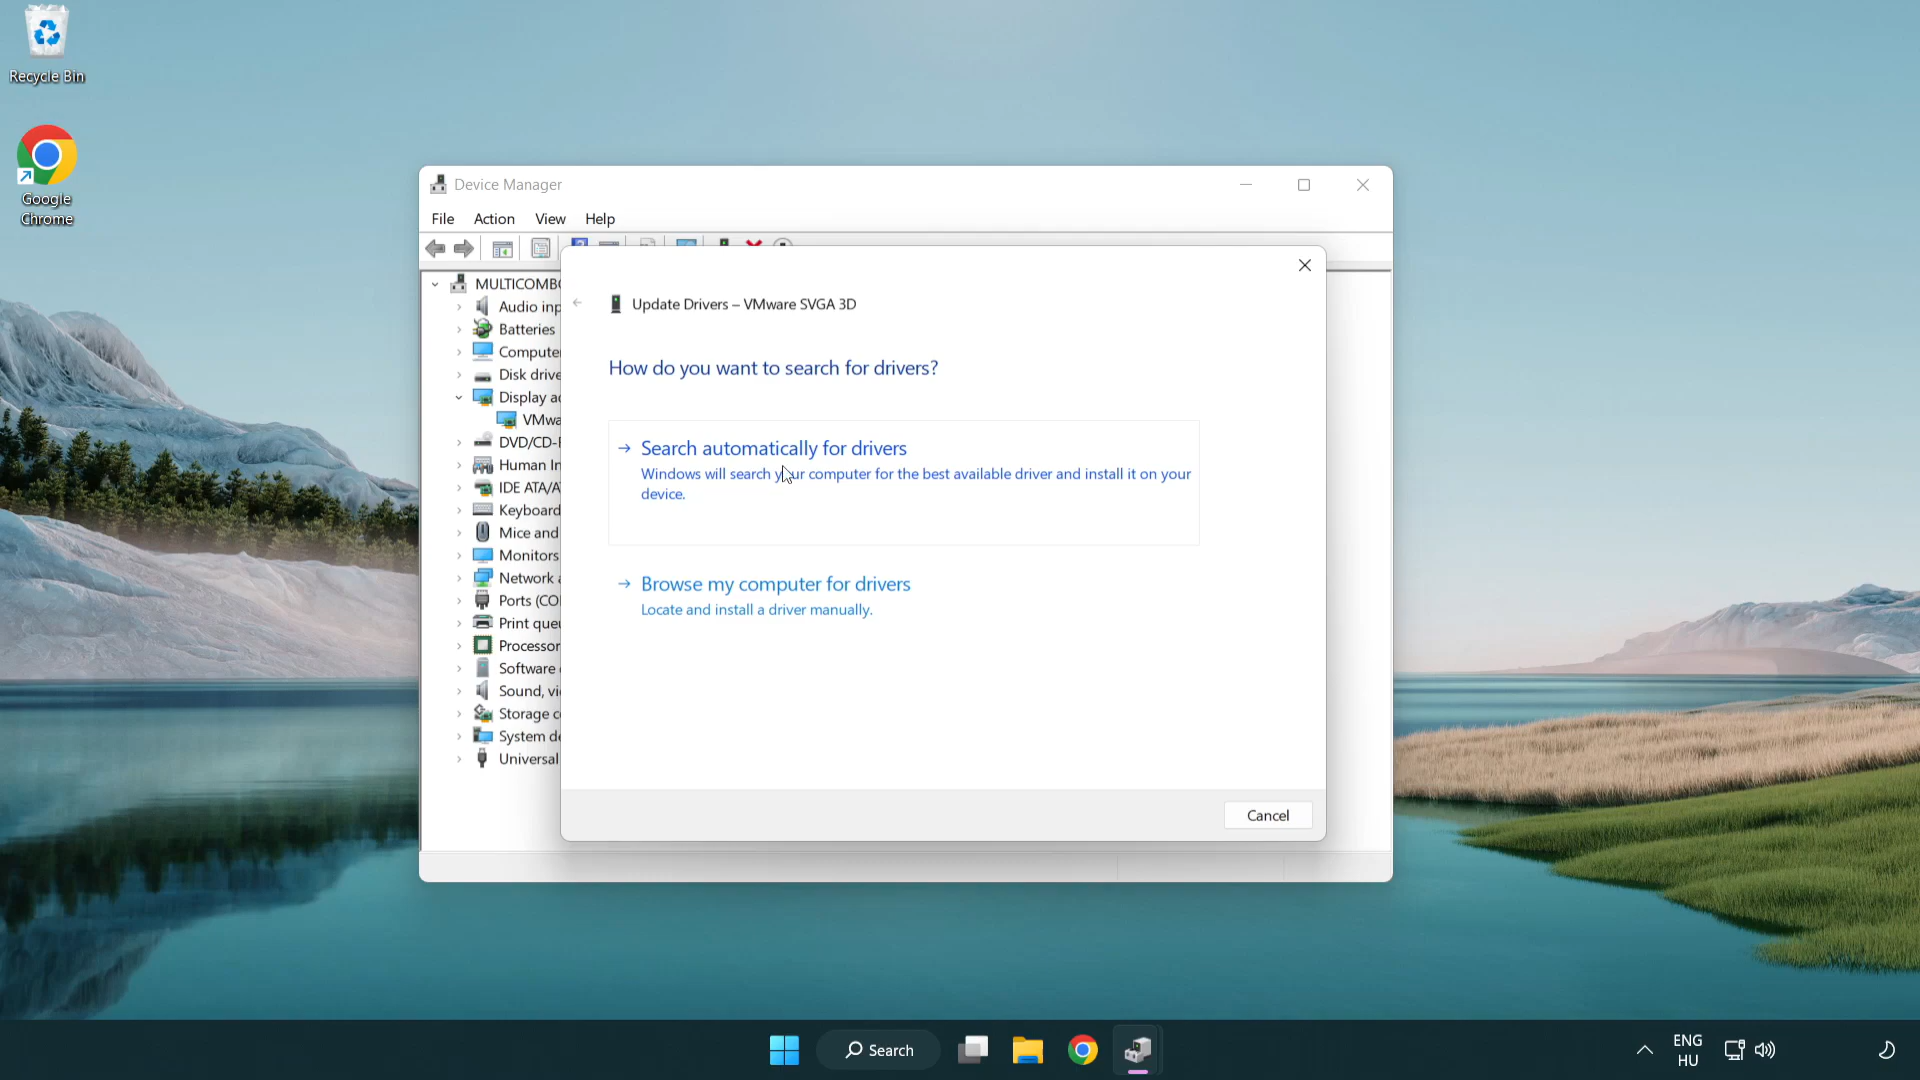 Recycle Bin
Google
Chrome
Device Manager
File Action View Help
MULTICOMBO
Audio inp
Batteries
Compute
Disk drive
Display a
VMwa
DVD/CD-
Human In
IDE ATA/A
Keyboard
Mice and
Monitors
Network a
Ports (CO
Print que
Processor
Software
Sound, vi
Storage c
System de
Universal
Update Drivers – VMware SVGA 3D
How do you want to search for drivers?
Search automatically for drivers
Windows will search your computer for the best available driver and install it on your
device.
Browse my computer for drivers
Locate and install a driver manually.
Cancel
Search
ENG
HU